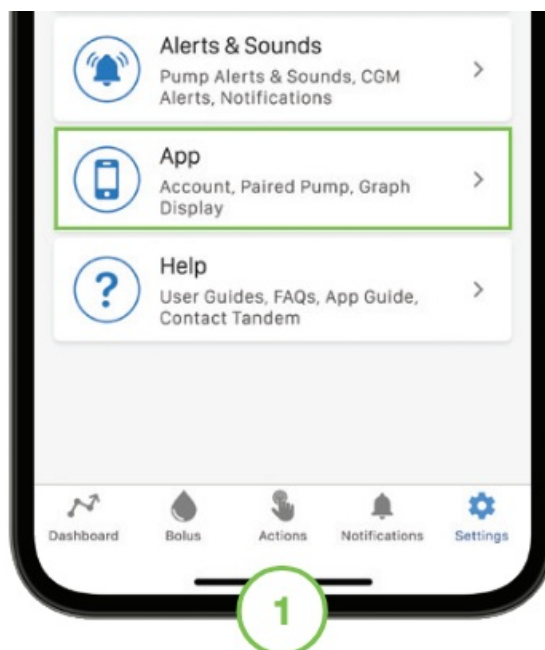 Alerts & Sounds
Pump Alerts & Sounds, CGM
Alerts, Notifications
App
Account, Paired Pump, Graph
Display
?
Help
User Guides, FAQs, App Guide,
Contact Tandem
Dashboard
Bolus
Actions
Notifications
Settings
1